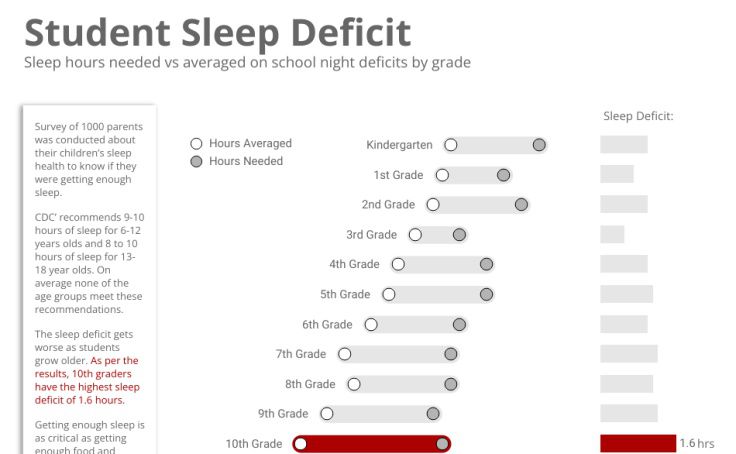 Student Sleep Deficit
Sleep hours needed vs averaged on school night deficits by grade
Survey of 1000 parents
was conducted about
their children's sleep
health to know if they
were getting enough
sleep.
CDC' recommends 9-10
hours of sleep for 6-12
years olds and 8 to 10
hours of sleep for 13-
18 year olds. On
average none of the
age groups meet these
recommendations.
The sleep deficit gets
worse as students
grow older. As per the
results, 10th graders
have the highest sleep
deficit of 1.6 hours.
Getting enough sleep is
as critical as getting
enough food and
Hours Averaged
Hours Needed
Sleep Deficit:
Kindergarten
1st Grade
2nd Grade
3rd Grade
4th Grade
5th Grade
6th Grade
7th Grade
8th Grade
9th Grade
10th Grade
1.6 hrs